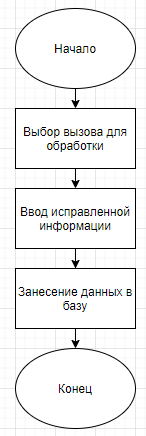 Начало
Выбор вызова для
обработки
Ввод исправленной
информации
Занесение данных в
базу
Конец